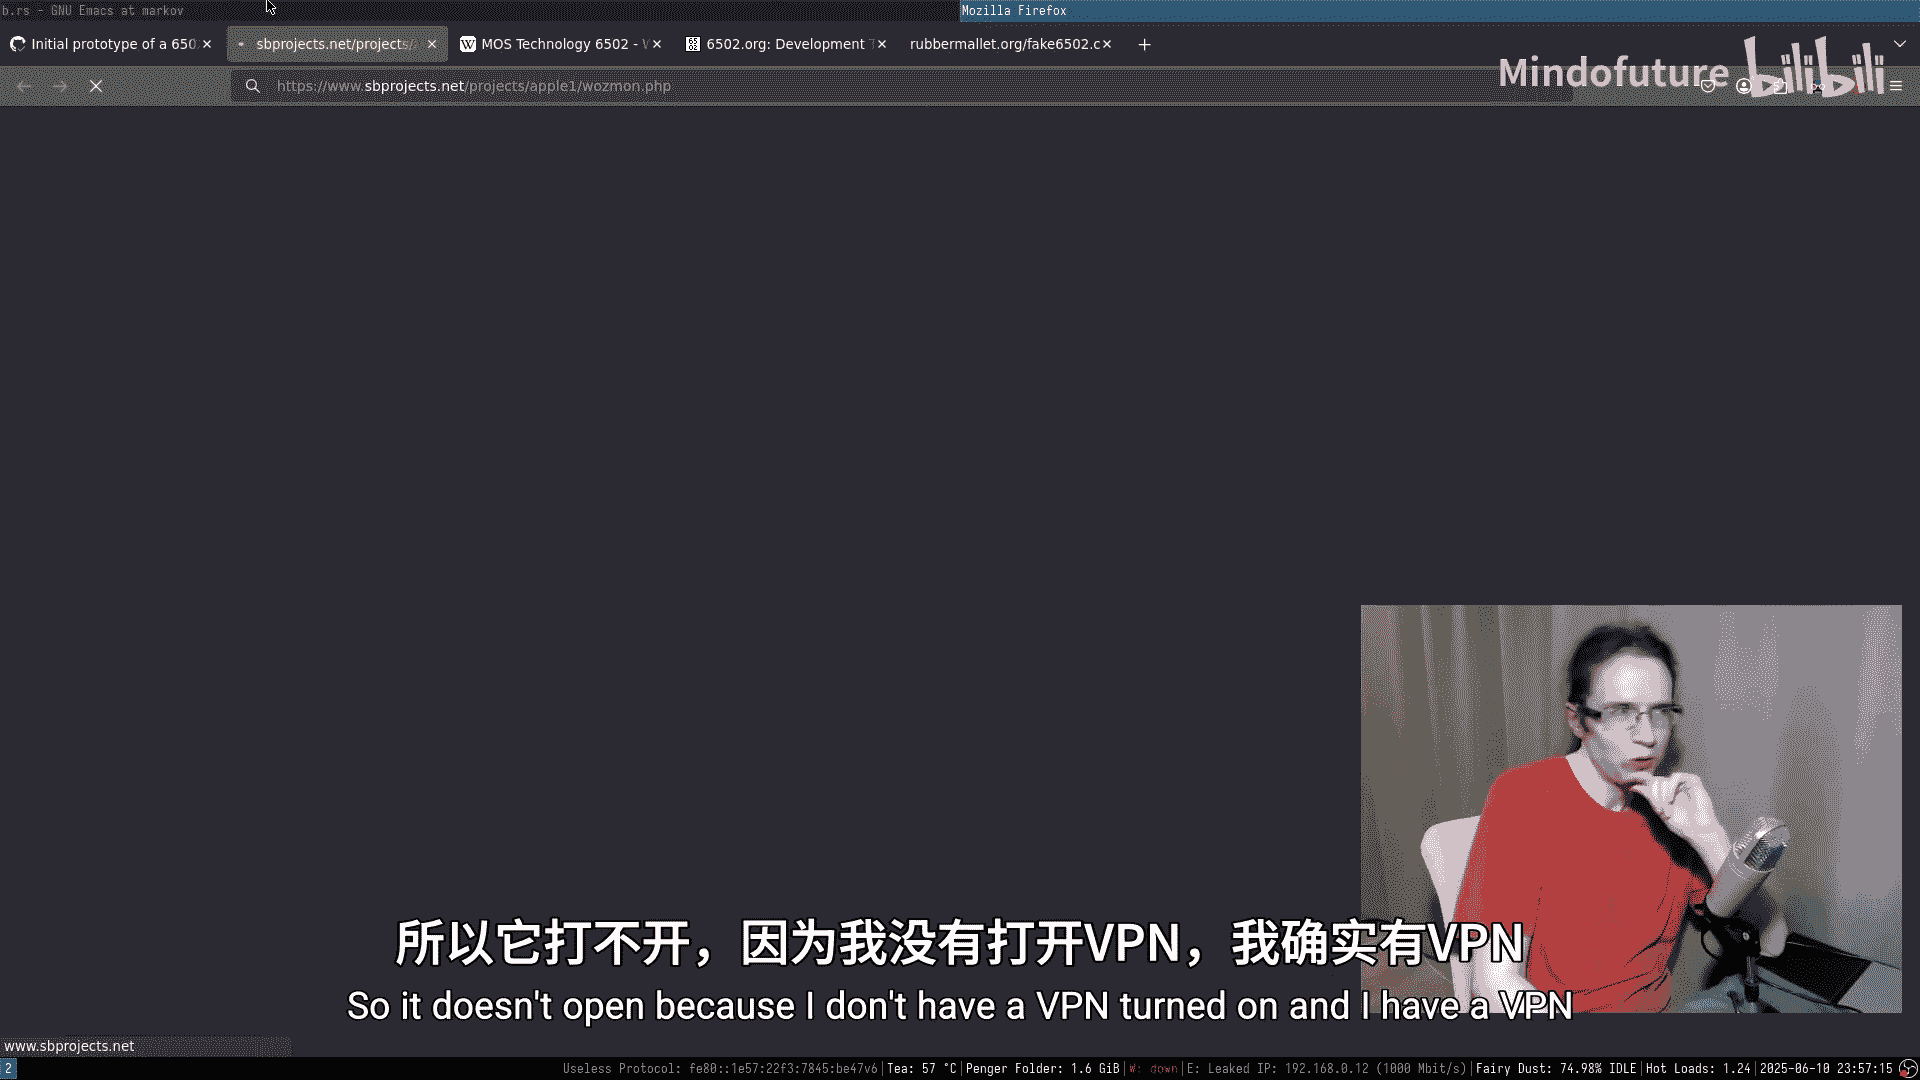 b.rs - GNU Emacs at markov
Mozilla Firefox
Initial prototype of a 650
sbprojects.net/projects/
MOS Technology 6502 -
6502.org: Development
rubbermallet.org/fake6502.c
https://www.sbprojects.net/projects/apple1/wozmon.php
Mindofuture bilibili
所以它打不开，因为我没有打开VPN，我确实有VPN
So it doesn't open because I don't have a VPN turned on and I have a VPN
www.sbprojects.net
2
Useless Protocol: fe80::1e57:22f3:7845:be47v6|Tea: 57 °C|Penger Folder: 1.6 GiB|W: down|E: Leaked IP: 192.168.0.12 (1000 Mbit/s)|Fairy Dust: 74.98% IDLE|Hot Loads: 1.24|2025-06-10 23:57:15